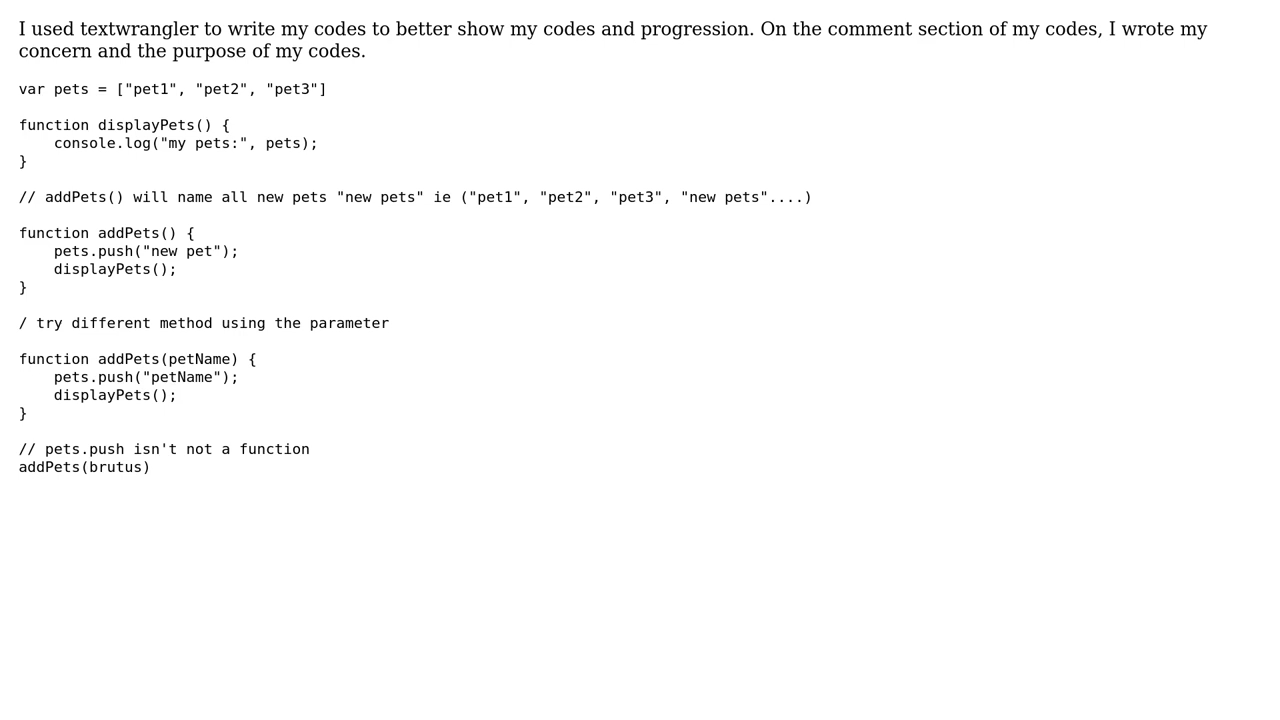 I used textwrangler to write my codes to better show my codes and progression. On the comment section of my codes, I wrote my
concern and the purpose of my codes.
var pets = ["pet1", "pet2", "pet3"]
function displayPets() {
    console.log("my pets:", pets);
}
// addPets() will name all new pets "new pets" ie ("pet1", "pet2", "pet3", "new pets"....)
function addPets() {
    pets.push("new pet");
    displayPets();
}
/ try different method using the parameter
function addPets(petName) {
    pets.push("petName");
    displayPets();
}
// pets.push isn't not a function
addPets(brutus)